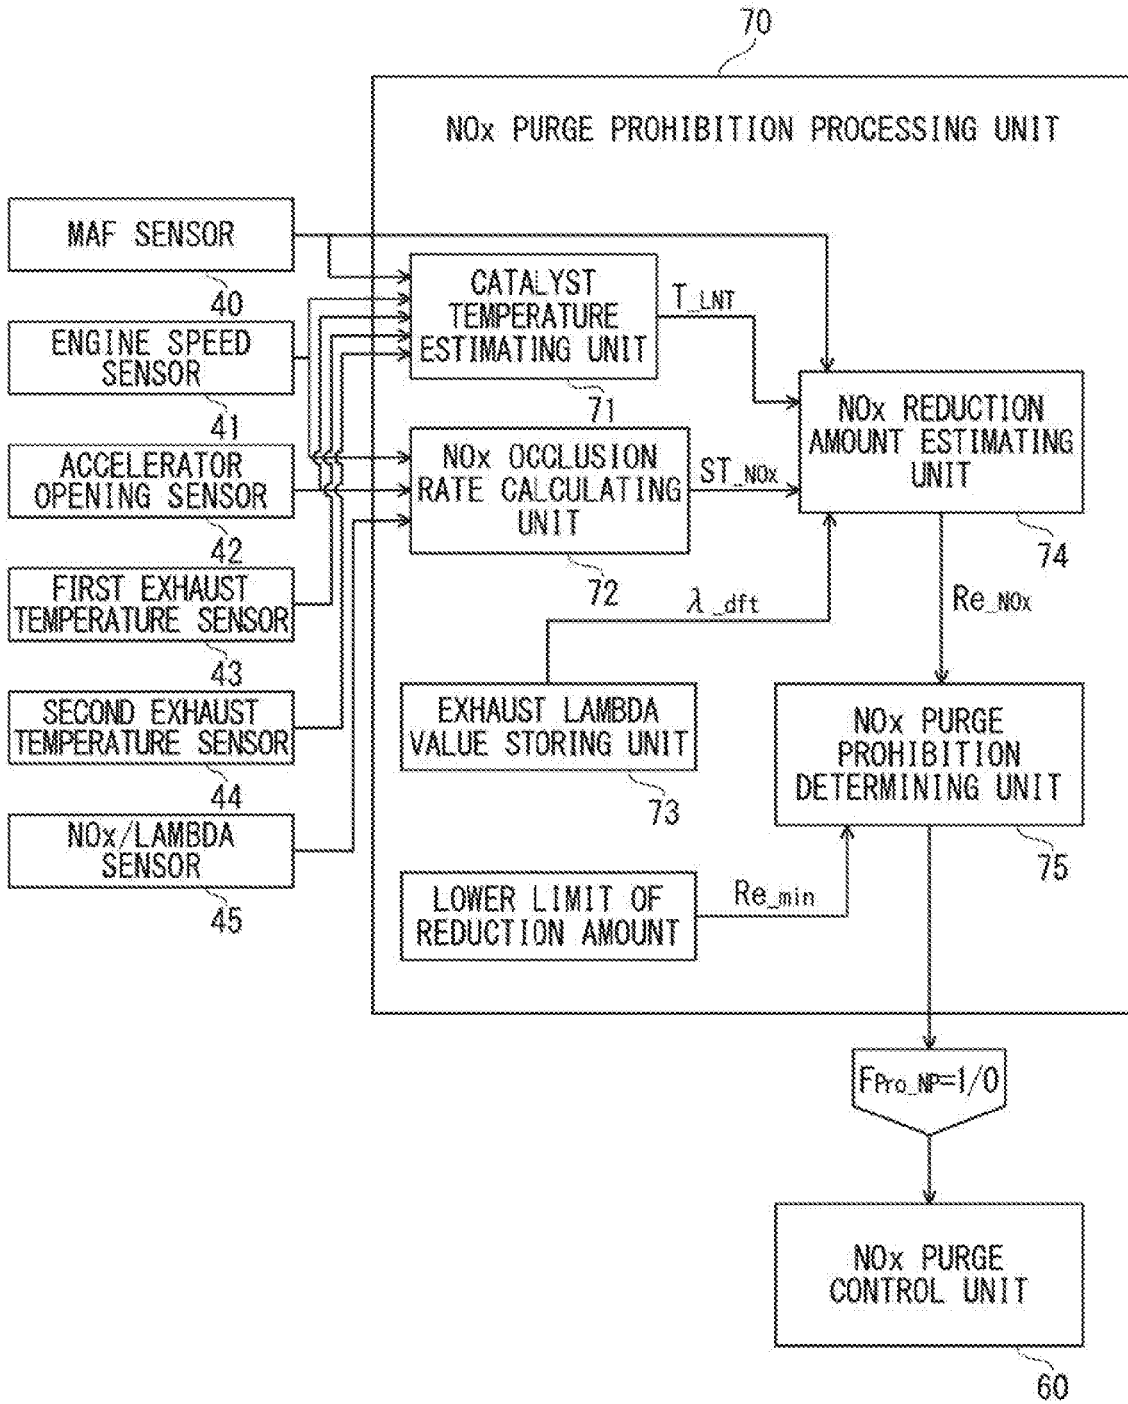 70
NOx PURGE PROHIBITION PROCESSING UNIT
MAF SENSOR
40
ENGINE SPEED
SENSOR
41
ACCELERATOR
OPENING SENSOR
42
FIRST EXHAUST
TEMPERATURE SENSOR
43
SECOND EXHAUST
TEMPERATURE SENSOR
44
NOx/LAMBDA
SENSOR
45
CATALYST
TEMPERATURE
ESTIMATING UNIT
71
T_LNT
NOx OCCLUSION
RATE CALCULATING
UNIT
72
ST_NOx
NOx REDUCTION
AMOUNT ESTIMATING
UNIT
74
λ_dft
Re_NOx
EXHAUST LAMBDA
VALUE STORING UNIT
73
NOx PURGE
PROHIBITION
DETERMINING UNIT
75
LOWER LIMIT OF
REDUCTION AMOUNT
Re_min
FPro_NP=1/0
NOx PURGE
CONTROL UNIT
60